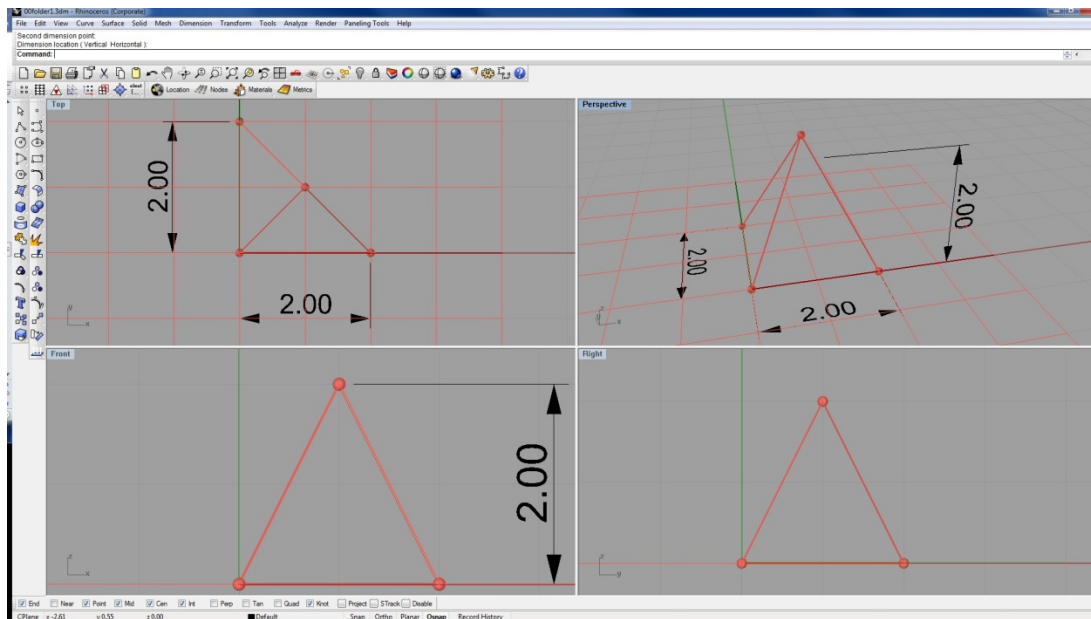 00folder1.3dm - Rhinoceros (Corporate)
File Edit View Curve Surface Solid Mesh Dimension Transform Tools Analyze Render Paneling Tools Help
Second dimension point:
Dimension location ( Vertical Horizontal ):
Command:
Location Nodes Materials Metrics
Top
2.00
2.00
y
x
Perspective
2.00
2.00
2.00
z
y
x
Front
2.00
z
x
Right
z
y
End Near Point Mid Cen Int Perp Tan Quad Knot Project STrack Disable
CPlane x -2.61 y 0.55 z 0.00 Default Snap Ortho Planar Osnap Record History